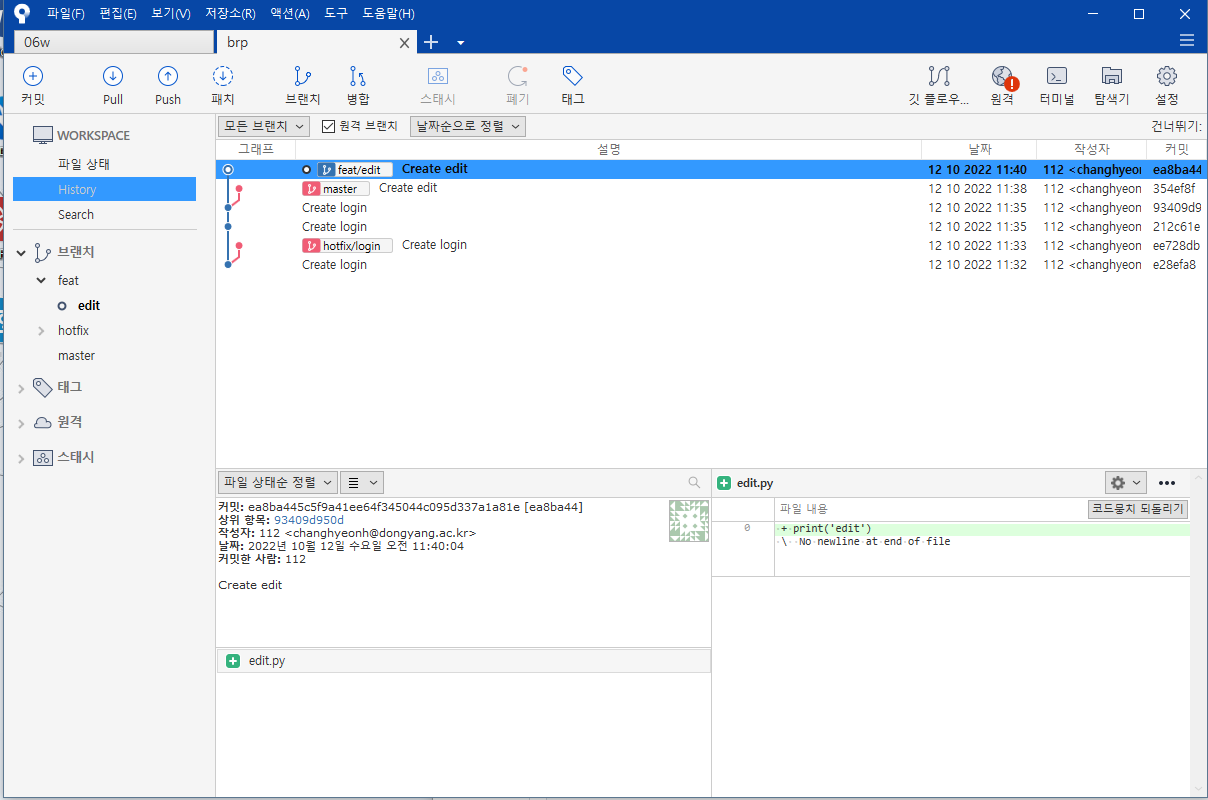 파일(F) 편집(E) 보기(V) 저장소(R) 액션(A) 도구 도움말(H)
06w
brp
커밋 Pull Push 패치 브랜치 병합 스태시 폐기 태그 깃 플로우... 원격 터미널 탐색기 설정
WORKSPACE
파일 상태
History
Search
브랜치
feat
edit
hotfix
master
태그
원격
스태시
모든 브랜치 원격 브랜치 날짜순으로 정렬 건너뛰기:
그래프 설명 날짜 작성자 커밋
feat/edit Create edit 12 10 2022 11:40 112 <changhyeon ea8ba44
master Create edit 12 10 2022 11:38 112 <changhyeon 354ef8f
Create login 12 10 2022 11:35 112 <changhyeon 93409d9
Create login 12 10 2022 11:35 112 <changhyeon 212c61e
hotfix/login Create login 12 10 2022 11:33 112 <changhyeon ee728db
Create login 12 10 2022 11:32 112 <changhyeon e28efa8
파일 상태순 정렬
커밋: ea8ba445c5f9a41ee64f345044c095d337a1a81e [ea8ba44]
상위 항목: 93409d950d
작성자: 112 <changhyeonh@dongyang.ac.kr>
날짜: 2022년 10월 12일 수요일 오전 11:40:04
커밋한 사람: 112
Create edit
edit.py
edit.py
파일 내용 코드뭉치 되돌리기
0 + print('edit')
\ No newline at end of file